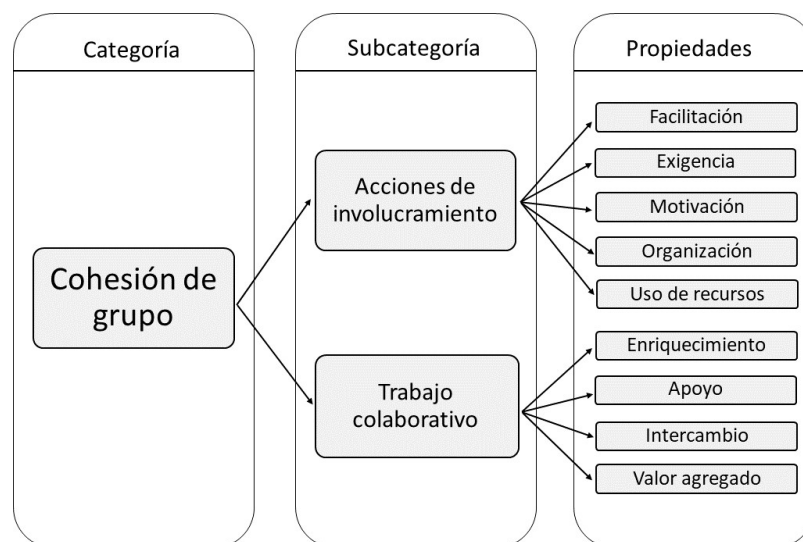 Categoría
Subcategoría
Propiedades
Cohesión de
grupo
Acciones de
involucramiento
Trabajo
colaborativo
Facilitación
Exigencia
Motivación
Organización
Uso de recursos
Enriquecimiento
Apoyo
Intercambio
Valor agregado